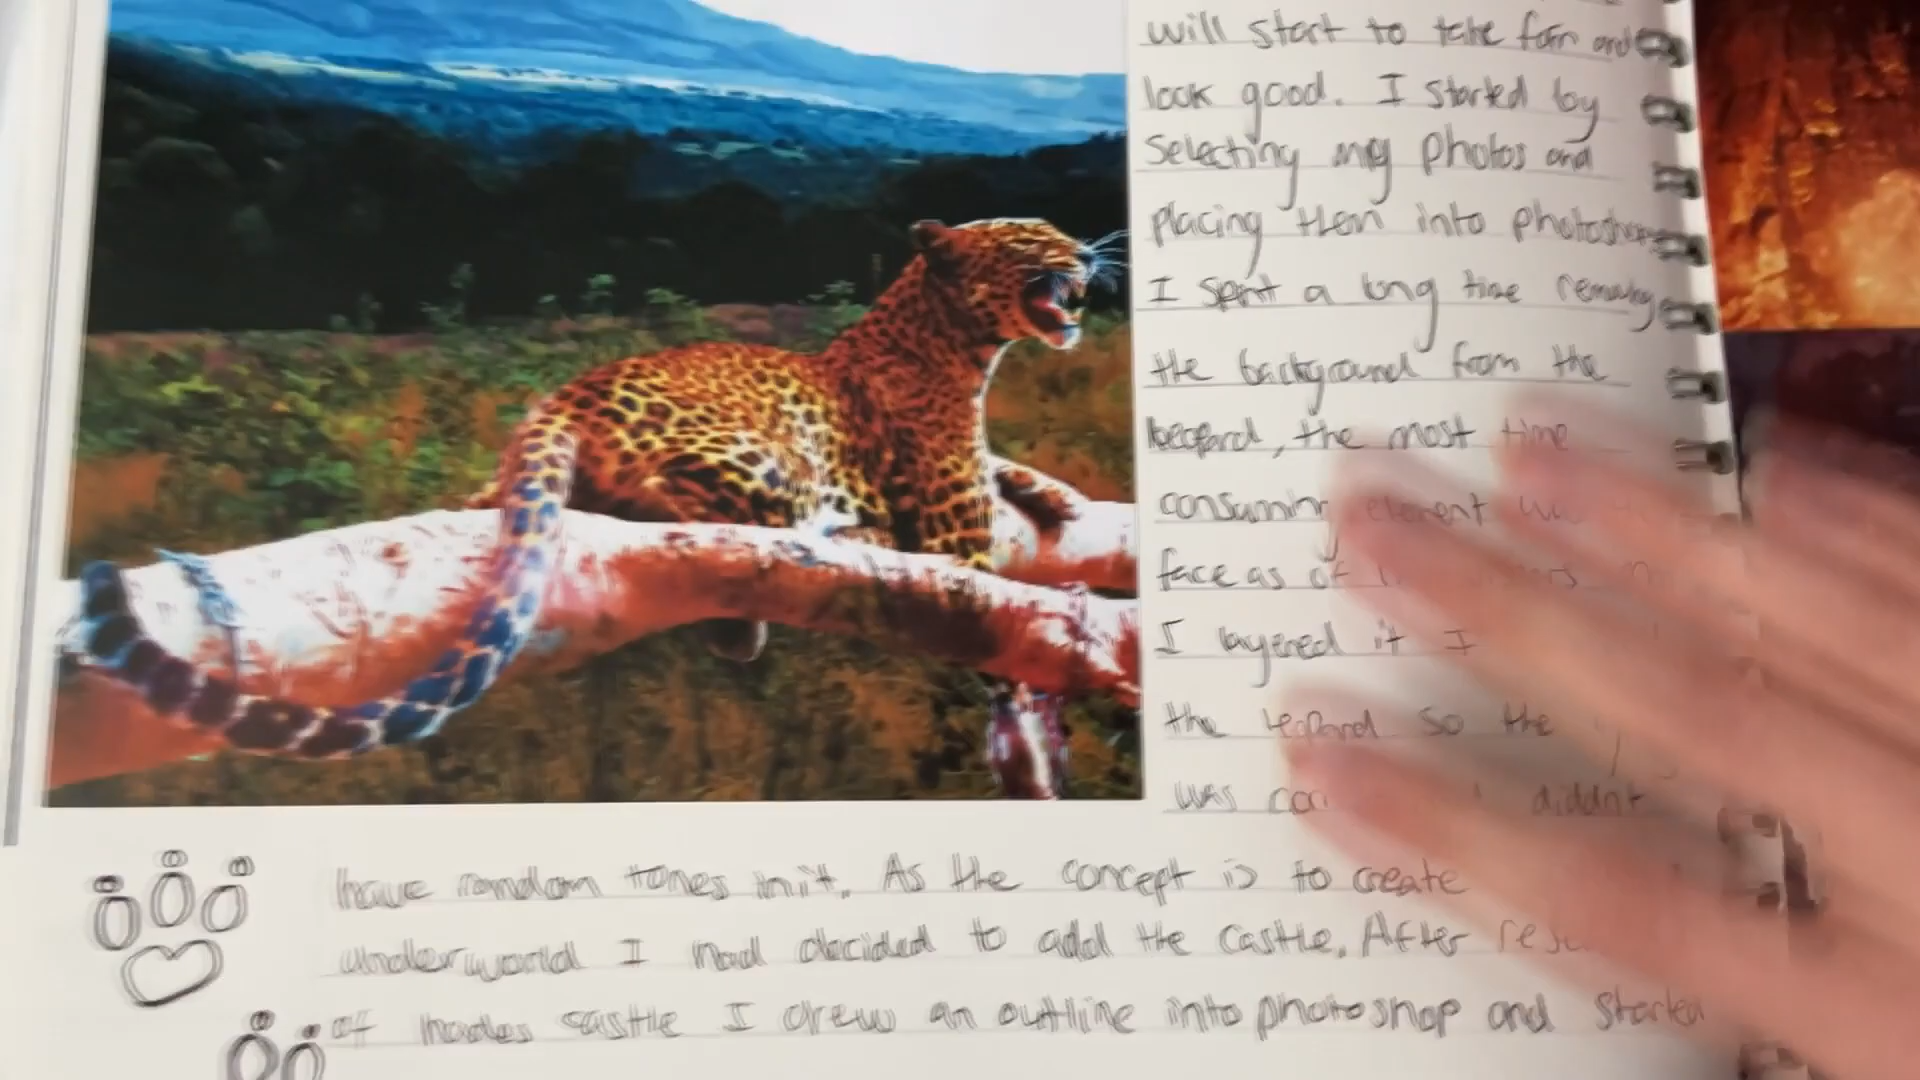 will start to take form and
look good. I started by
selecting my photos and
placing them into photoshop
I spent a long time removing
the background from the
leopard, the most time
consuming element
face as of
I layered it I
the leopard so the
was diddnt
have random tones in it. As the concept is to create
underworld I had decided to add the castle. After
of hades castle I drew an outline into photoshop and started